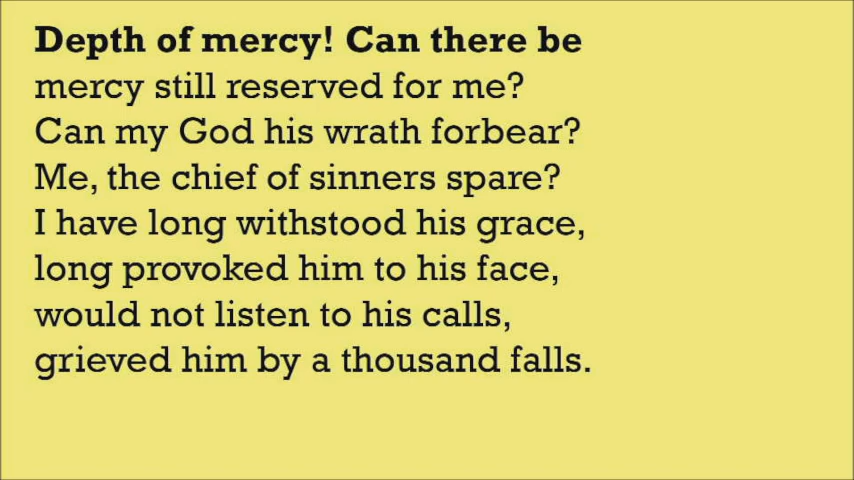 Depth of mercy! Can there be
mercy still reserved for me?
Can my God his wrath forbear?
Me, the chief of sinners spare?
I have long withstood his grace,
long provoked him to his face,
would not listen to his calls,
grieved him by a thousand falls.